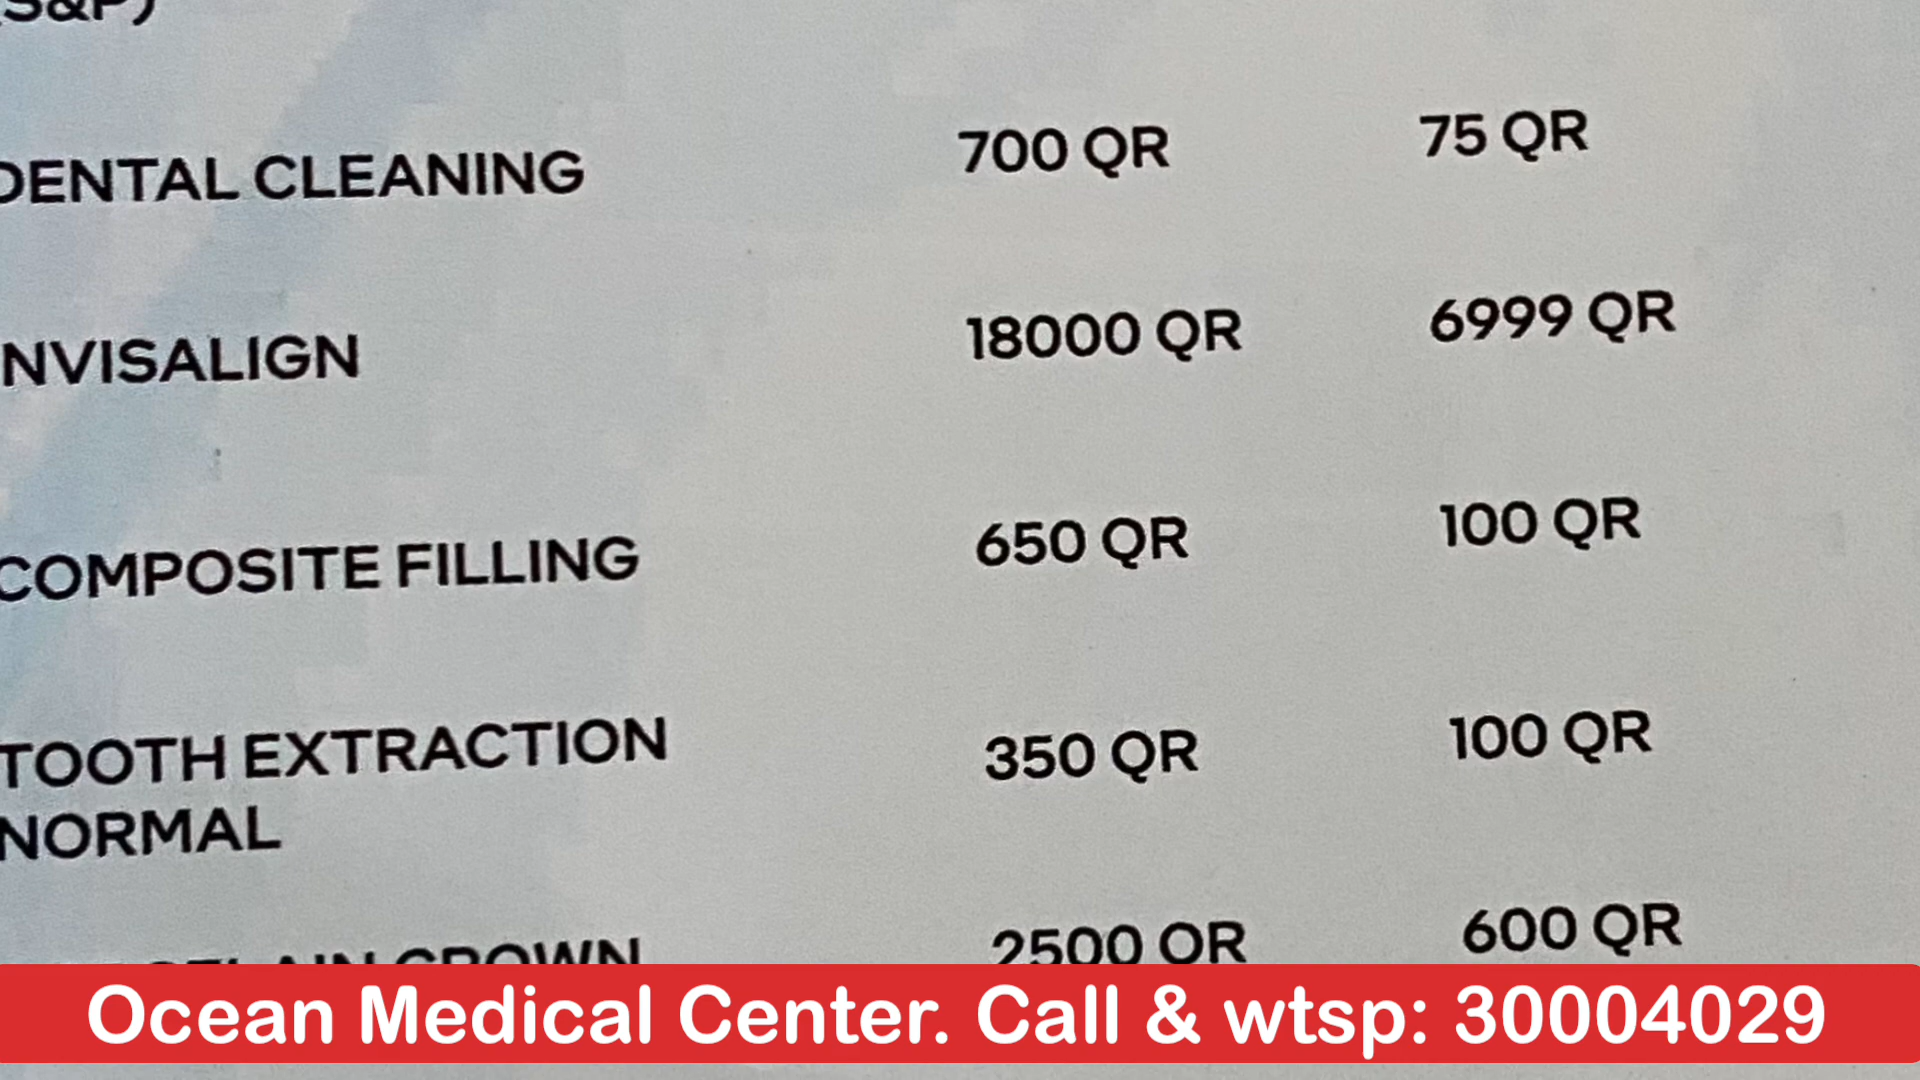 (S&P)
DENTAL CLEANING 700 QR 75 QR
NVISALIGN 18000 QR 6999 QR
COMPOSITE FILLING 650 QR 100 QR
TOOTH EXTRACTION 350 QR 100 QR
NORMAL
CROWN 2500 QR 600 QR
Ocean Medical Center. Call & wtsp: 30004029